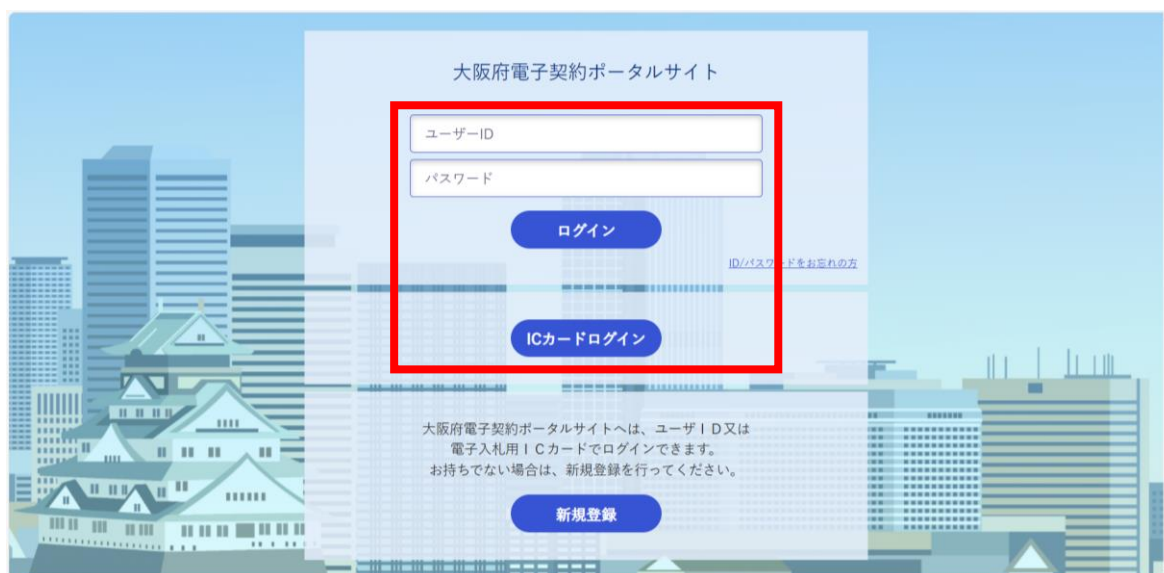 大阪府電子契約ポータルサイト
ユーザーID
パスワード
ログイン
ID/パスワードをお忘れの方
ICカードログイン
大阪府電子契約ポータルサイトへは、ユーザＩＤ又は
電子入札用ＩＣカードでログインできます。
お持ちでない場合は、新規登録を行ってください。
新規登録